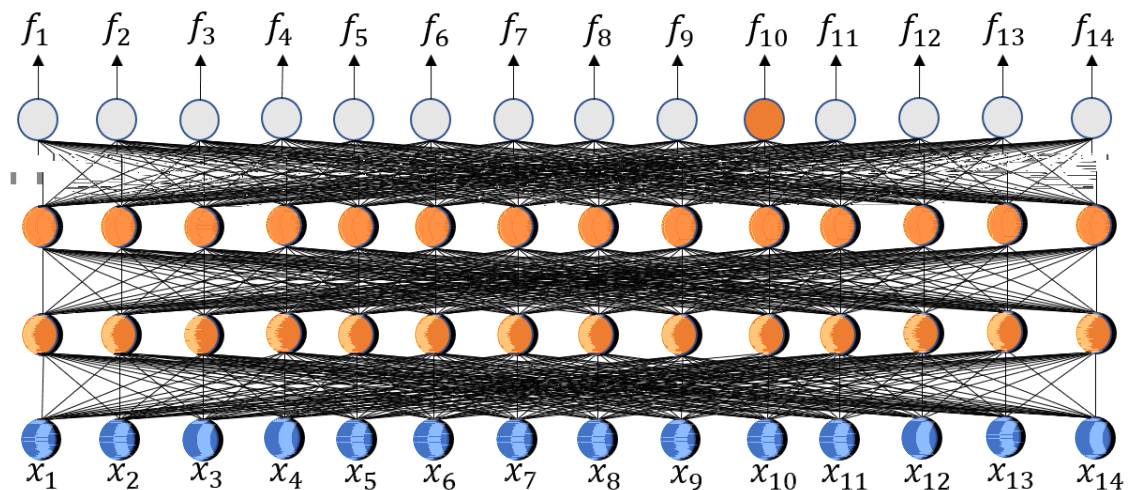 f₁ f₂ f₃ f₄ f₅ f₆ f₇ f₈ f₉ f₁₀ f₁₁ f₁₂ f₁₃ f₁₄
x₁ x₂ x₃ x₄ x₅ x₆ x₇ x₈ x₉ x₁₀ x₁₁ x₁₂ x₁₃ x₁₄